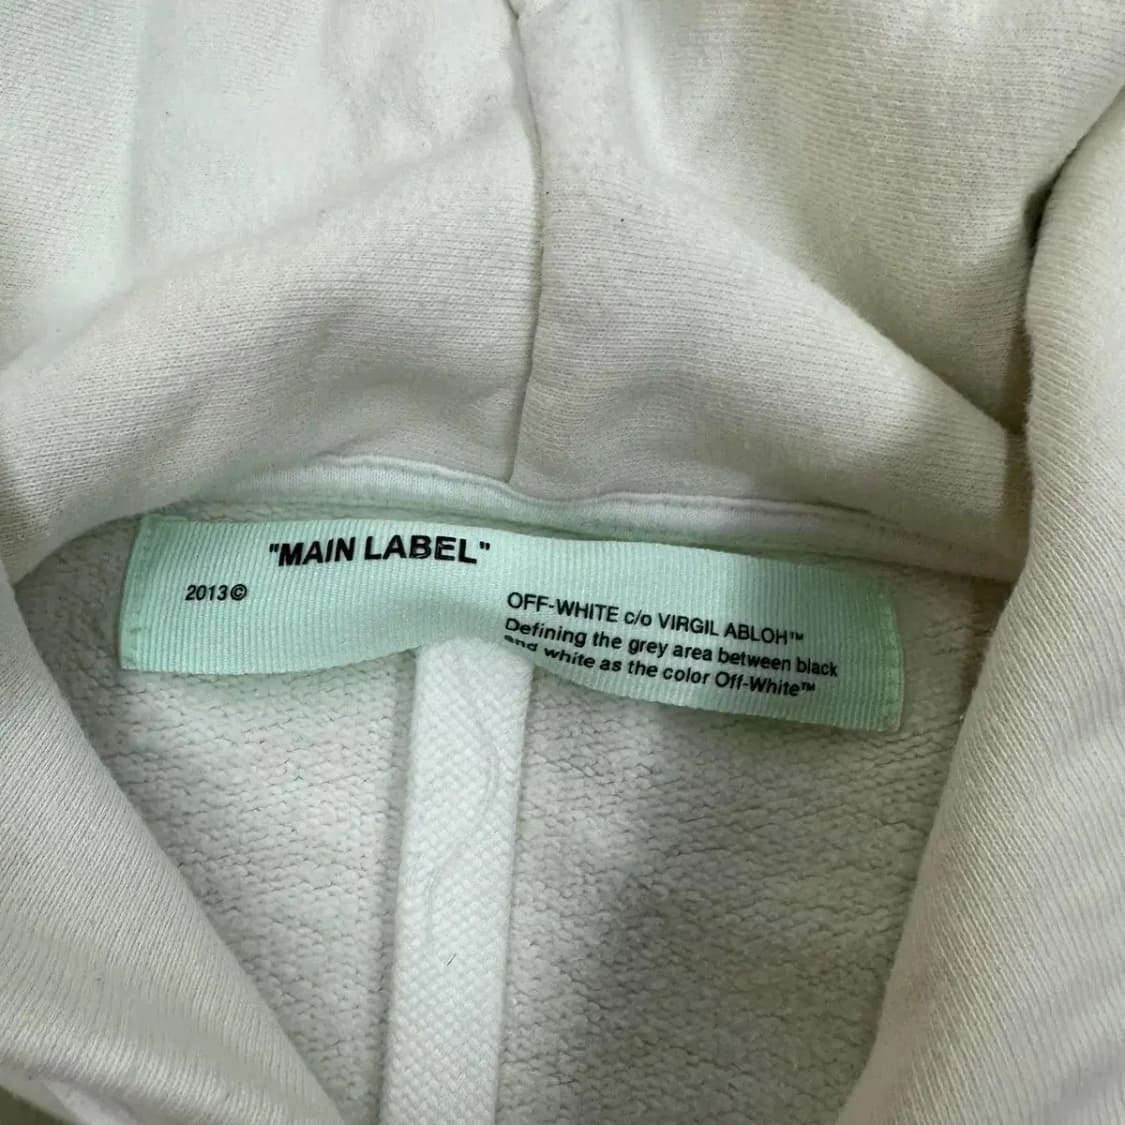 "MAIN LABEL"
2013©
OFF-WHITE c/o VIRGIL ABLOH™
Defining the grey area between black
and white as the color Off-White™